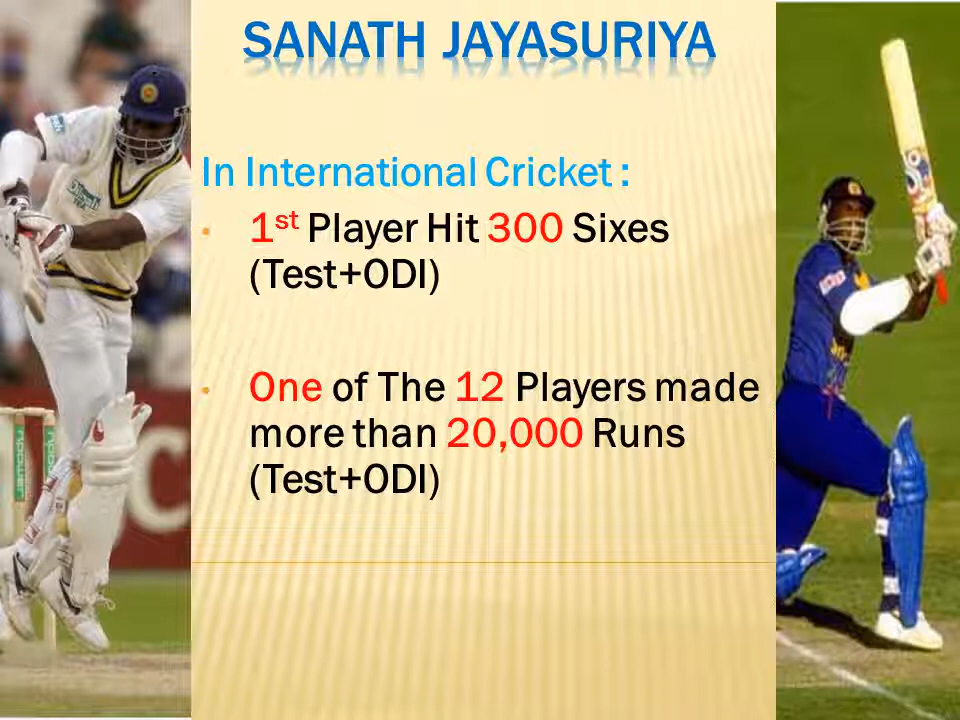 SANATH JAYASURIYA
In International Cricket :
• 1st Player Hit 300 Sixes
(Test+ODI)
• One of The 12 Players made
more than 20,000 Runs
(Test+ODI)